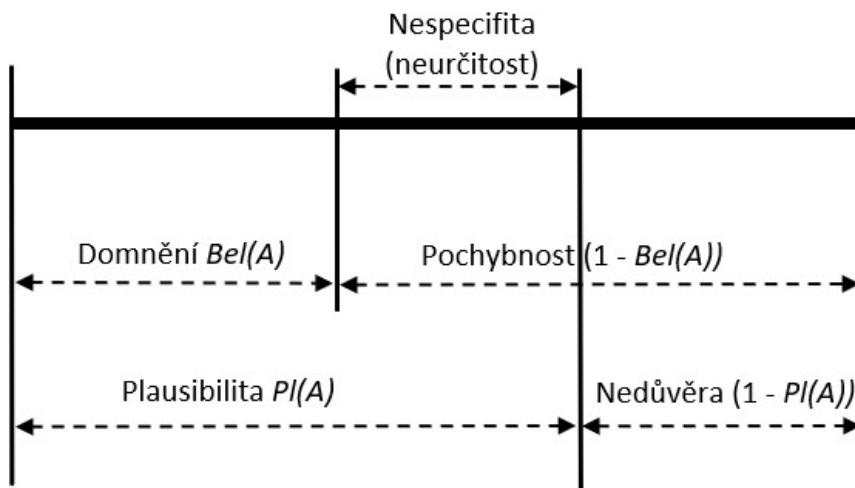 Nespecifita
(neurčitost)
Domnění Bel(A)
Pochybnost (1 - Bel(A))
Plausibilita Pl(A)
Nedůvěra (1 - Pl(A))